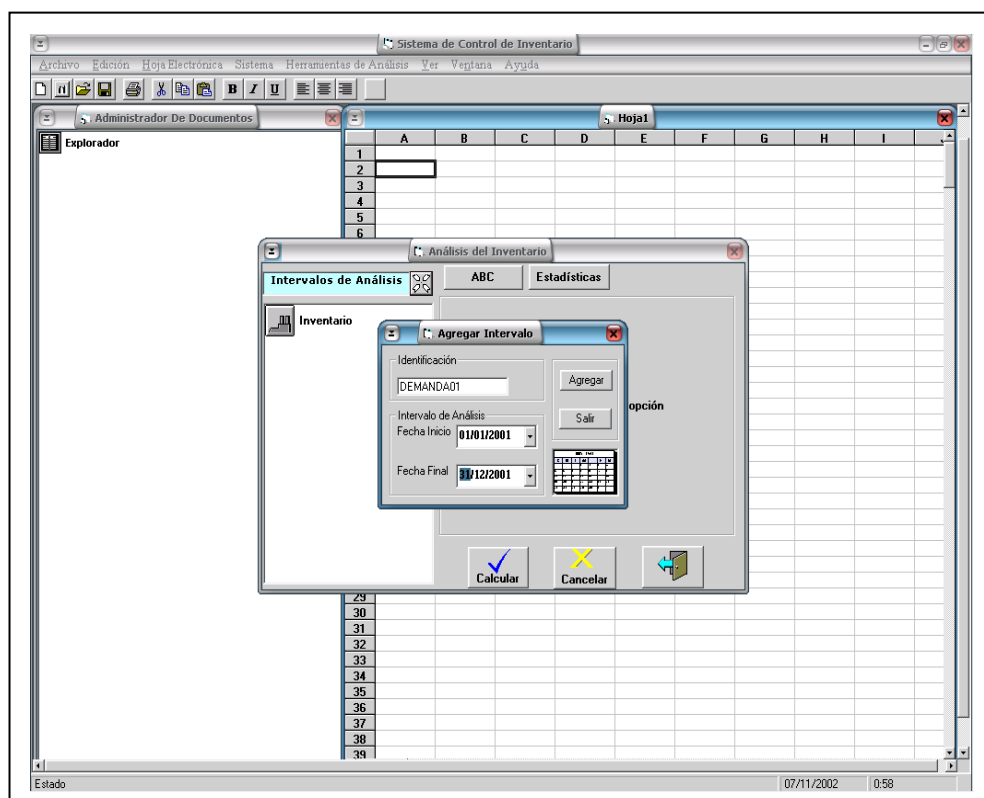 Sistema de Control de Inventario
Archivo Edición Hoja Electrónica Sistema Herramientas de Análisis Ver Ventana Ayuda
B I U
Administrador De Documentos
Hoja1
Explorador
A B C D E F G H I
1
2
3
4
5
6
Análisis del Inventario
Intervalos de Análisis
ABC
Estadísticas
Inventario
Agregar Intervalo
Identificación
DEMANDA01
Agregar
opción
Intervalo de Análisis
Salir
Fecha Inicio 01/01/2001
Fecha Final 31/12/2001
Calcular
Cancelar
29
30
31
32
33
34
35
36
37
38
39
Estado
07/11/2002
0:58